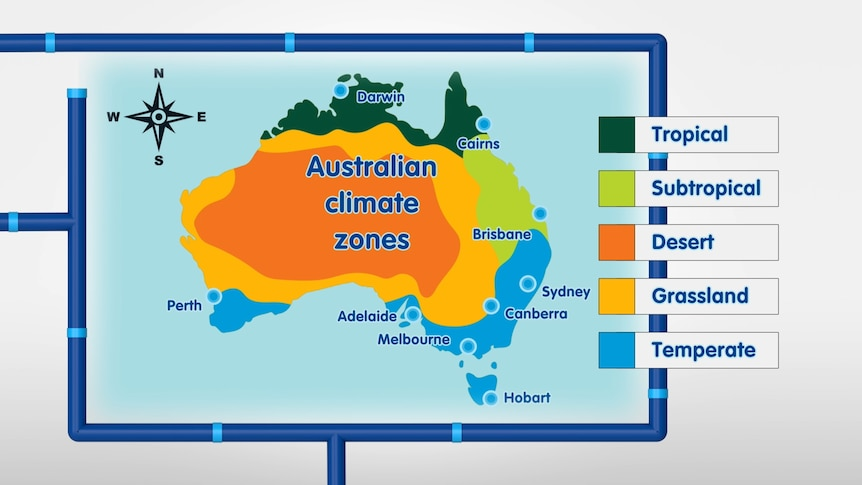 N
W E
S
Australian
climate
zones
Darwin
Cairns
Brisbane
Sydney
Canberra
Perth
Adelaide
Melbourne
Hobart
Tropical
Subtropical
Desert
Grassland
Temperate